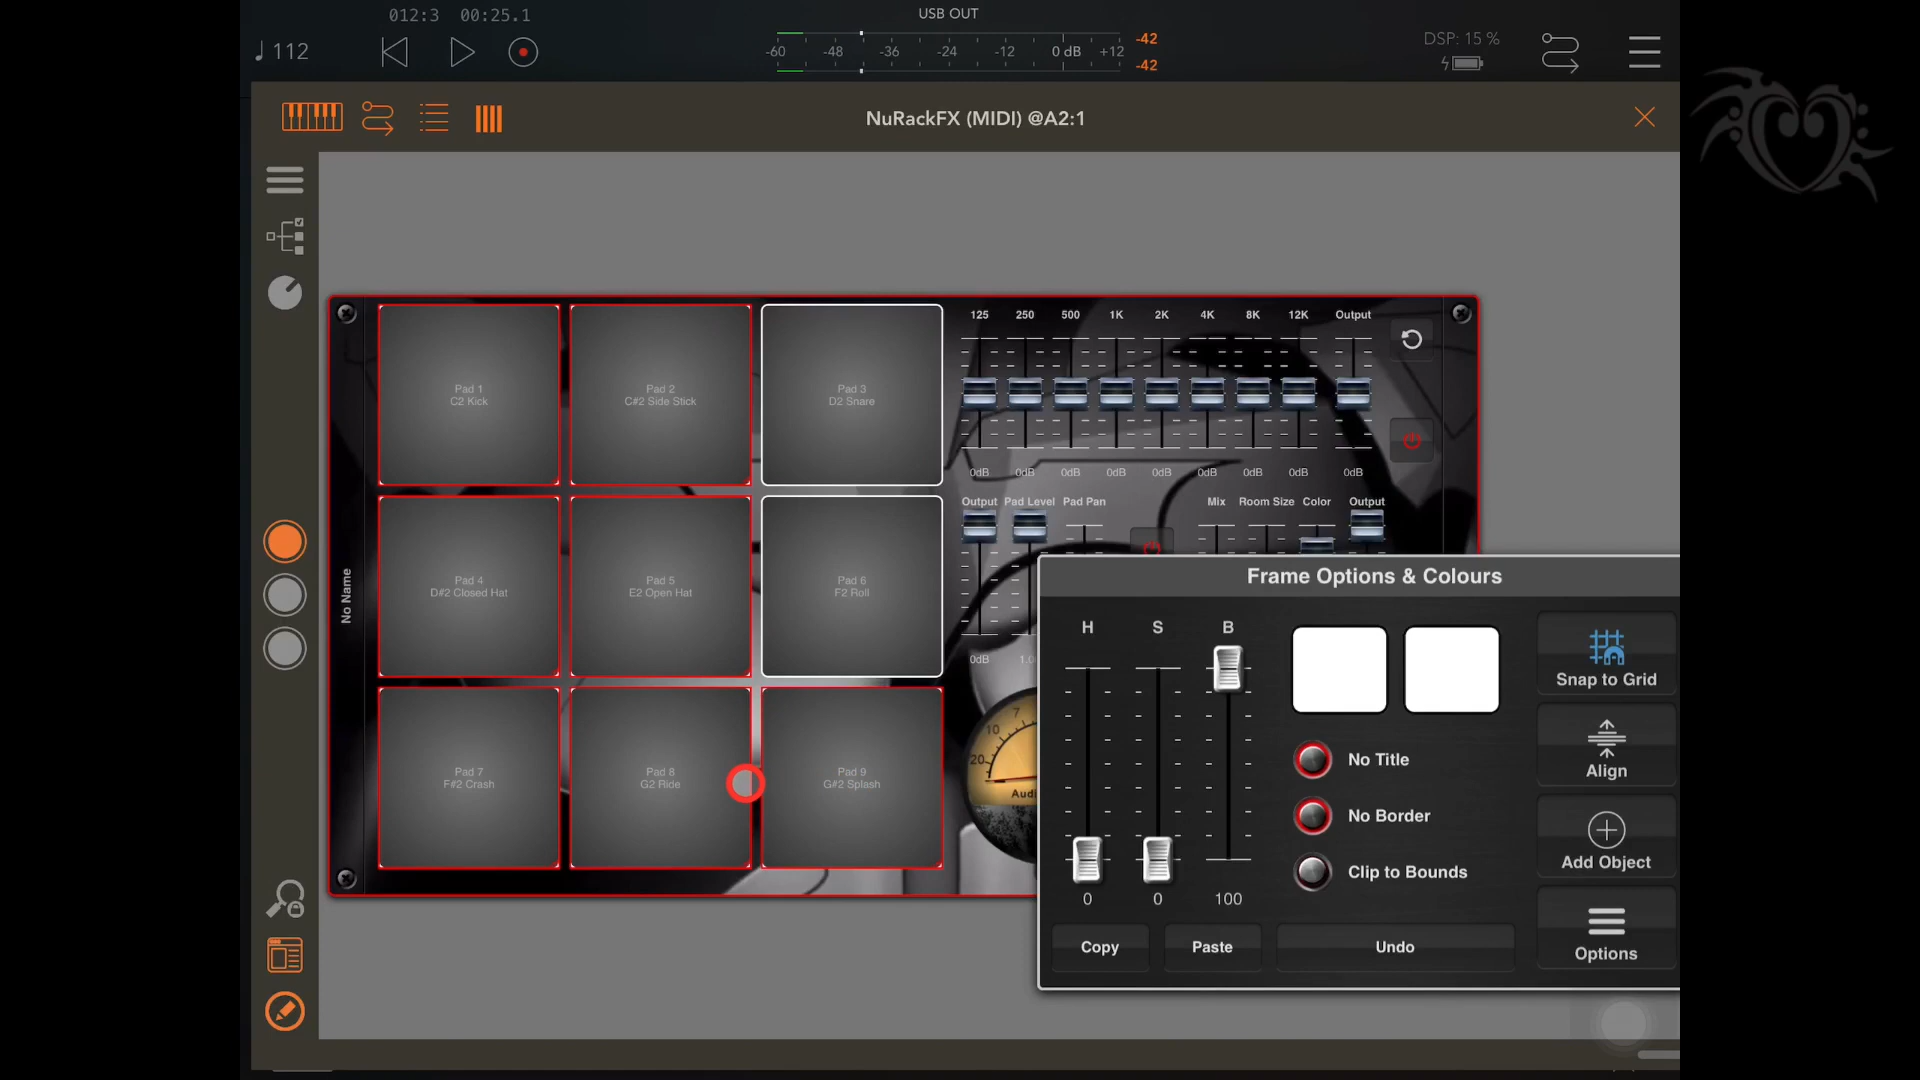 012:3 00:25.1
USB OUT
♩112
-60 -48 -36 -24 -12 0 dB +12
-42
-42
DSP: 15 %
NuRackFX (MIDI) @A2:1
125 250 500 1K 2K 4K 8K 12K Output
Pad 1
C2 Kick
Pad 2
C#2 Side Stick
Pad 3
D2 Snare
0dB 0dB 0dB 0dB 0dB 0dB 0dB 0dB 0dB
Output Pad Level Pad Pan Mix Room Size Color Output
No Name
Pad 4
D#2 Closed Hat
Pad 5
E2 Open Hat
Pad 6
F2 Roll
0dB 1.0
Pad 7
F#2 Crash
Pad 8
G2 Ride
Pad 9
G#2 Splash
20 10 7
Frame Options & Colours
H S B
0 0 100
No Title
No Border
Clip to Bounds
Copy Paste Undo
Snap to Grid
Align
Add Object
Options